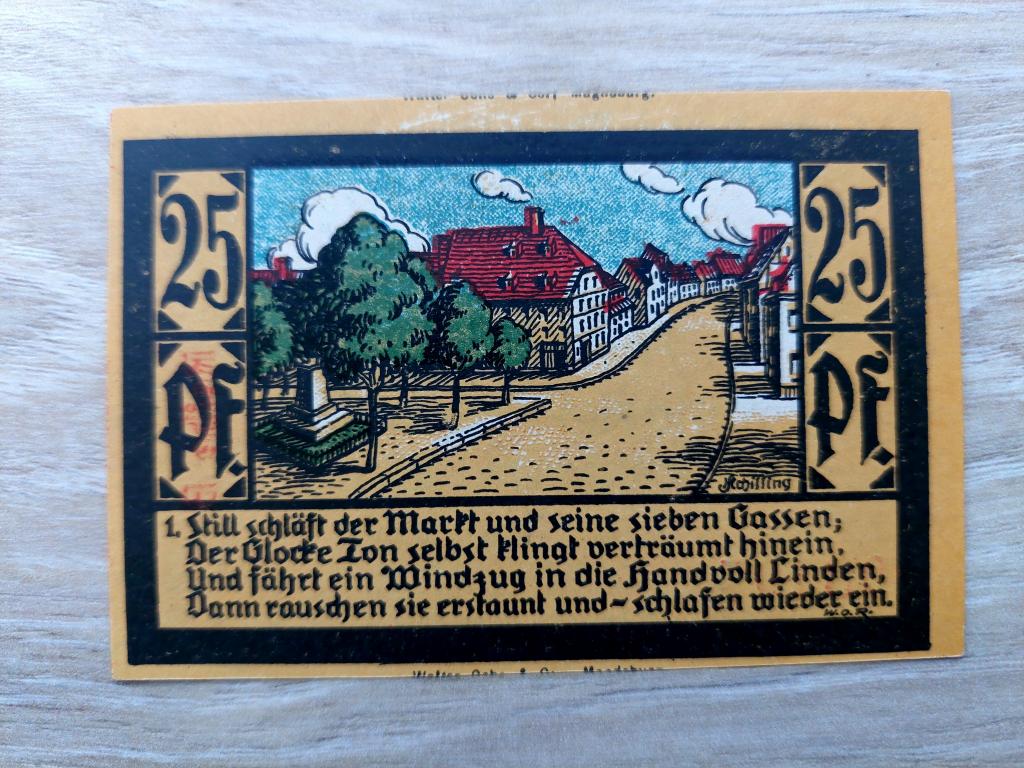 25
25
Pf.
Pf.
Schilling
1. Still schläft der Markt und seine sieben Gassen;
Der Glocke Ton selbst klingt verträumt hinein,
Und fährt ein Windzug in die Handvoll Linden,
Dann rauschen sie erstaunt und - schlafen wieder ein.
W.O.R.